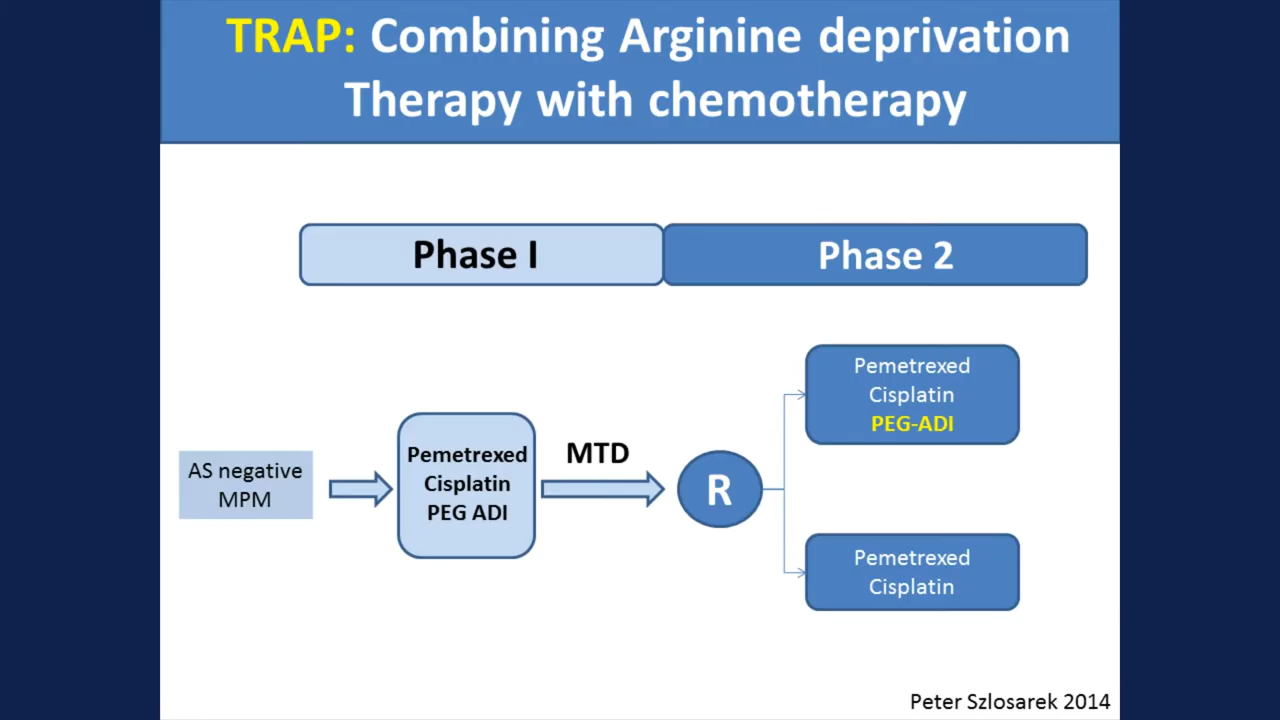 TRAP: Combining Arginine deprivation
Therapy with chemotherapy
Phase I
Phase 2
AS negative
MPM
Pemetrexed
Cisplatin
PEG ADI
MTD
R
Pemetrexed
Cisplatin
PEG-ADI
Pemetrexed
Cisplatin
Peter Szlosarek 2014